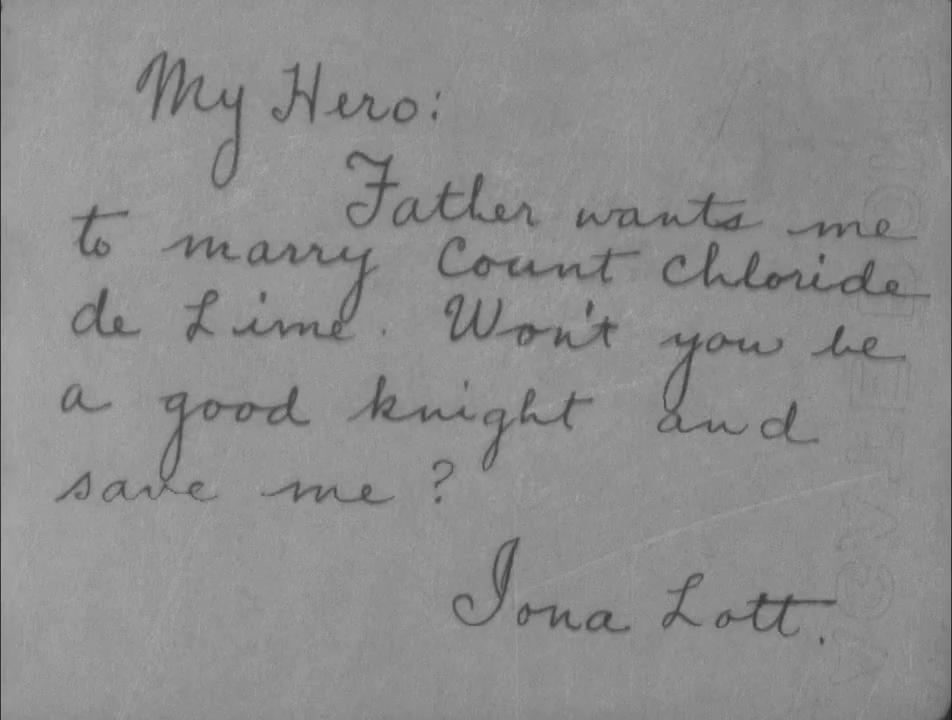 My Hero:
Father wants me
to marry Count Chloride
de Lime. Won't you be
a good knight and
save me?
Iona Lott.